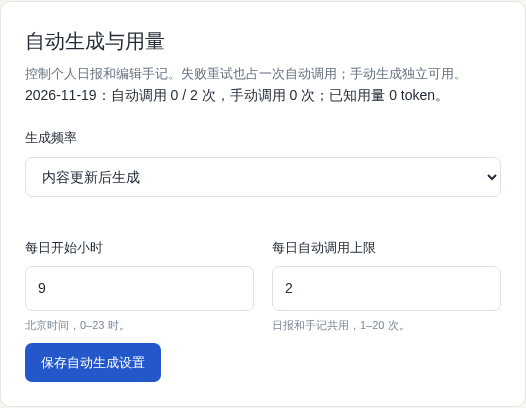 自动生成与用量
控制个人日报和编辑手记。失败重试也占一次自动调用；手动生成独立可用。
2026-11-19：自动调用 0 / 2 次，手动调用 0 次；已知用量 0 token。
生成频率
内容更新后生成
每日开始小时
每日自动调用上限
9
2
北京时间，0–23 时。
日报和手记共用，1–20 次。
保存自动生成设置